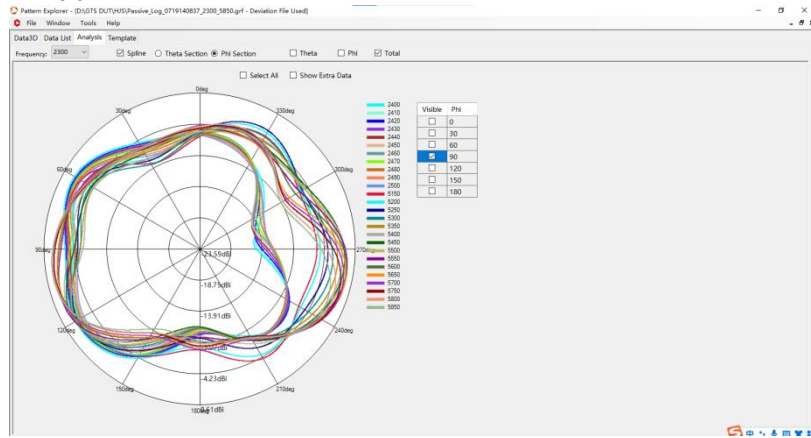 Pattern Explorer - [D:\GTS DUT\HJS\Passive_Log_0719140837_2300_5850.grf - Deviation File Used]
File Window Tools Help
Data3D Data List Analysis Template
Frequency: 2300 Spline Theta Section Phi Section Theta Phi Total
Select All Show Extra Data
0deg
30deg
330deg
60deg
300deg
90deg
270deg
120deg
240deg
150deg
210deg
180deg
-23.59dBi
-18.75dBi
-13.91dBi
-4.23dBi
0.61dBi
2400
2410
2420
2430
2440
2450
2460
2470
2480
2490
2500
5150
5200
5250
5300
5350
5400
5450
5500
5550
5600
5650
5700
5750
5800
5850
Visible Phi
0
30
60
90
120
150
180
中